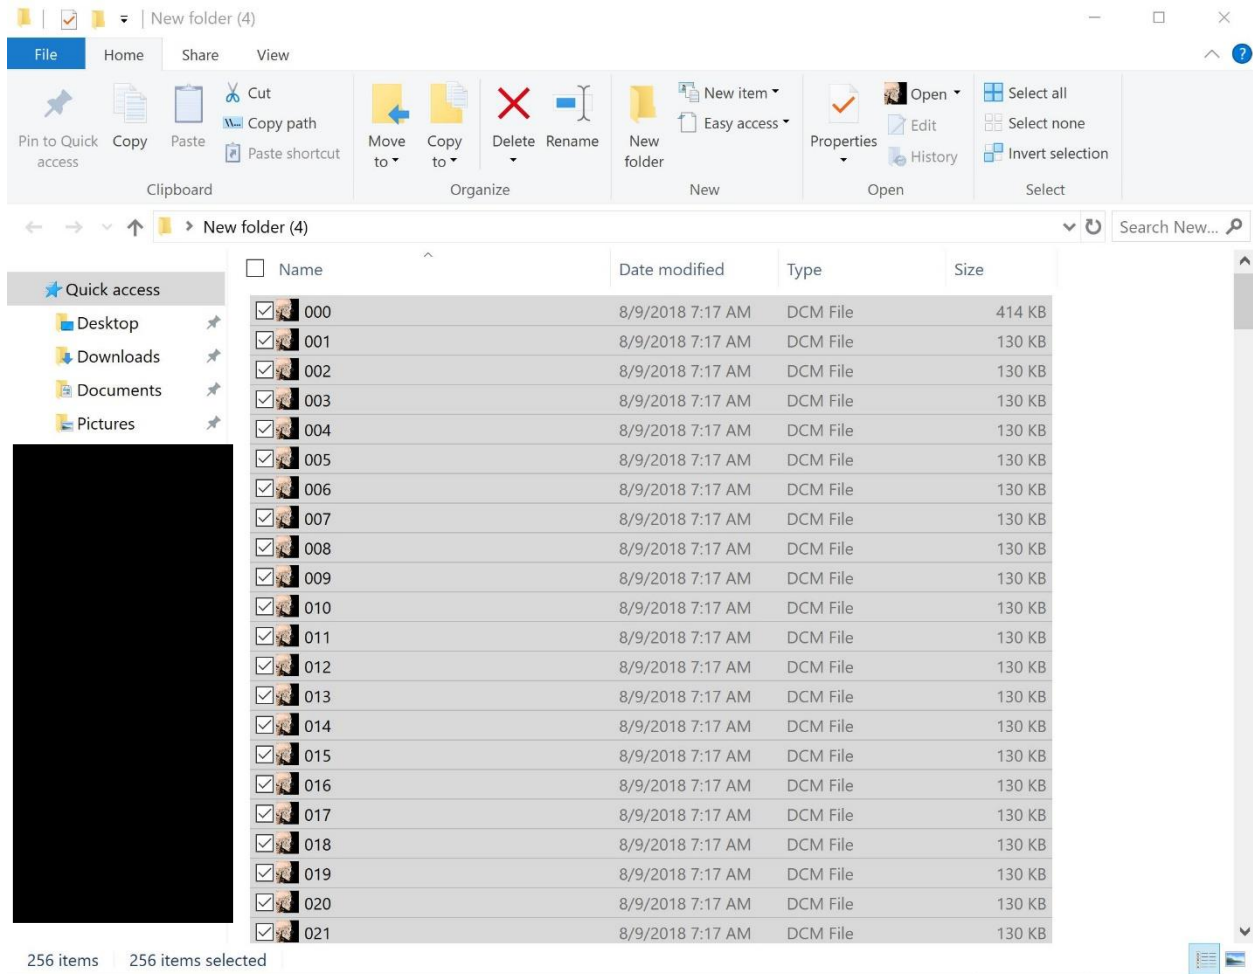 New folder (4)
File Home Share View
Pin to Quick access
Copy
Paste
Cut
Copy path
Paste shortcut
Clipboard
Move to
Copy to
Delete
Rename
Organize
New folder
New item
Easy access
New
Properties
Open
Edit
History
Open
Select all
Select none
Invert selection
Select
New folder (4)
Search New...
Name Date modified Type Size
Quick access
Desktop
Downloads
Documents
Pictures
000 8/9/2018 7:17 AM DCM File 414 KB
001 8/9/2018 7:17 AM DCM File 130 KB
002 8/9/2018 7:17 AM DCM File 130 KB
003 8/9/2018 7:17 AM DCM File 130 KB
004 8/9/2018 7:17 AM DCM File 130 KB
005 8/9/2018 7:17 AM DCM File 130 KB
006 8/9/2018 7:17 AM DCM File 130 KB
007 8/9/2018 7:17 AM DCM File 130 KB
008 8/9/2018 7:17 AM DCM File 130 KB
009 8/9/2018 7:17 AM DCM File 130 KB
010 8/9/2018 7:17 AM DCM File 130 KB
011 8/9/2018 7:17 AM DCM File 130 KB
012 8/9/2018 7:17 AM DCM File 130 KB
013 8/9/2018 7:17 AM DCM File 130 KB
014 8/9/2018 7:17 AM DCM File 130 KB
015 8/9/2018 7:17 AM DCM File 130 KB
016 8/9/2018 7:17 AM DCM File 130 KB
017 8/9/2018 7:17 AM DCM File 130 KB
018 8/9/2018 7:17 AM DCM File 130 KB
019 8/9/2018 7:17 AM DCM File 130 KB
020 8/9/2018 7:17 AM DCM File 130 KB
021 8/9/2018 7:17 AM DCM File 130 KB
256 items 256 items selected